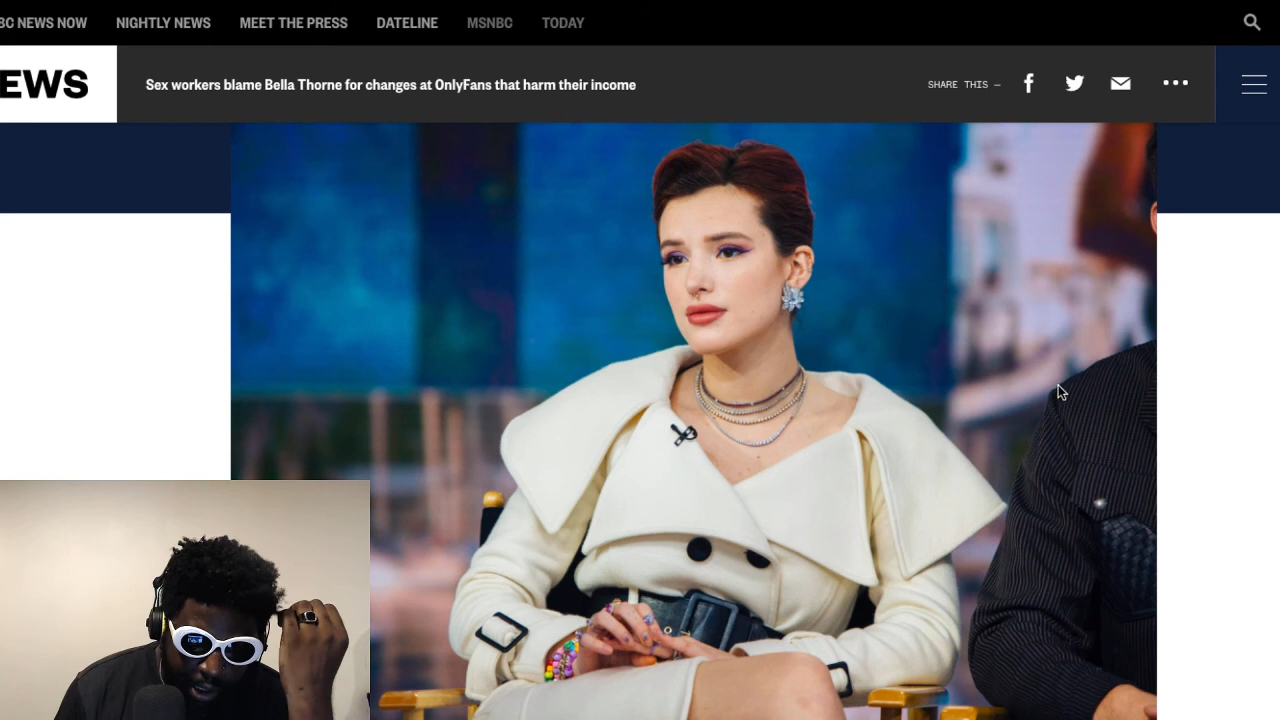 BC NEWS NOW NIGHTLY NEWS MEET THE PRESS DATELINE MSNBC TODAY
EWS Sex workers blame Bella Thorne for changes at OnlyFans that harm their income SHARE THIS —